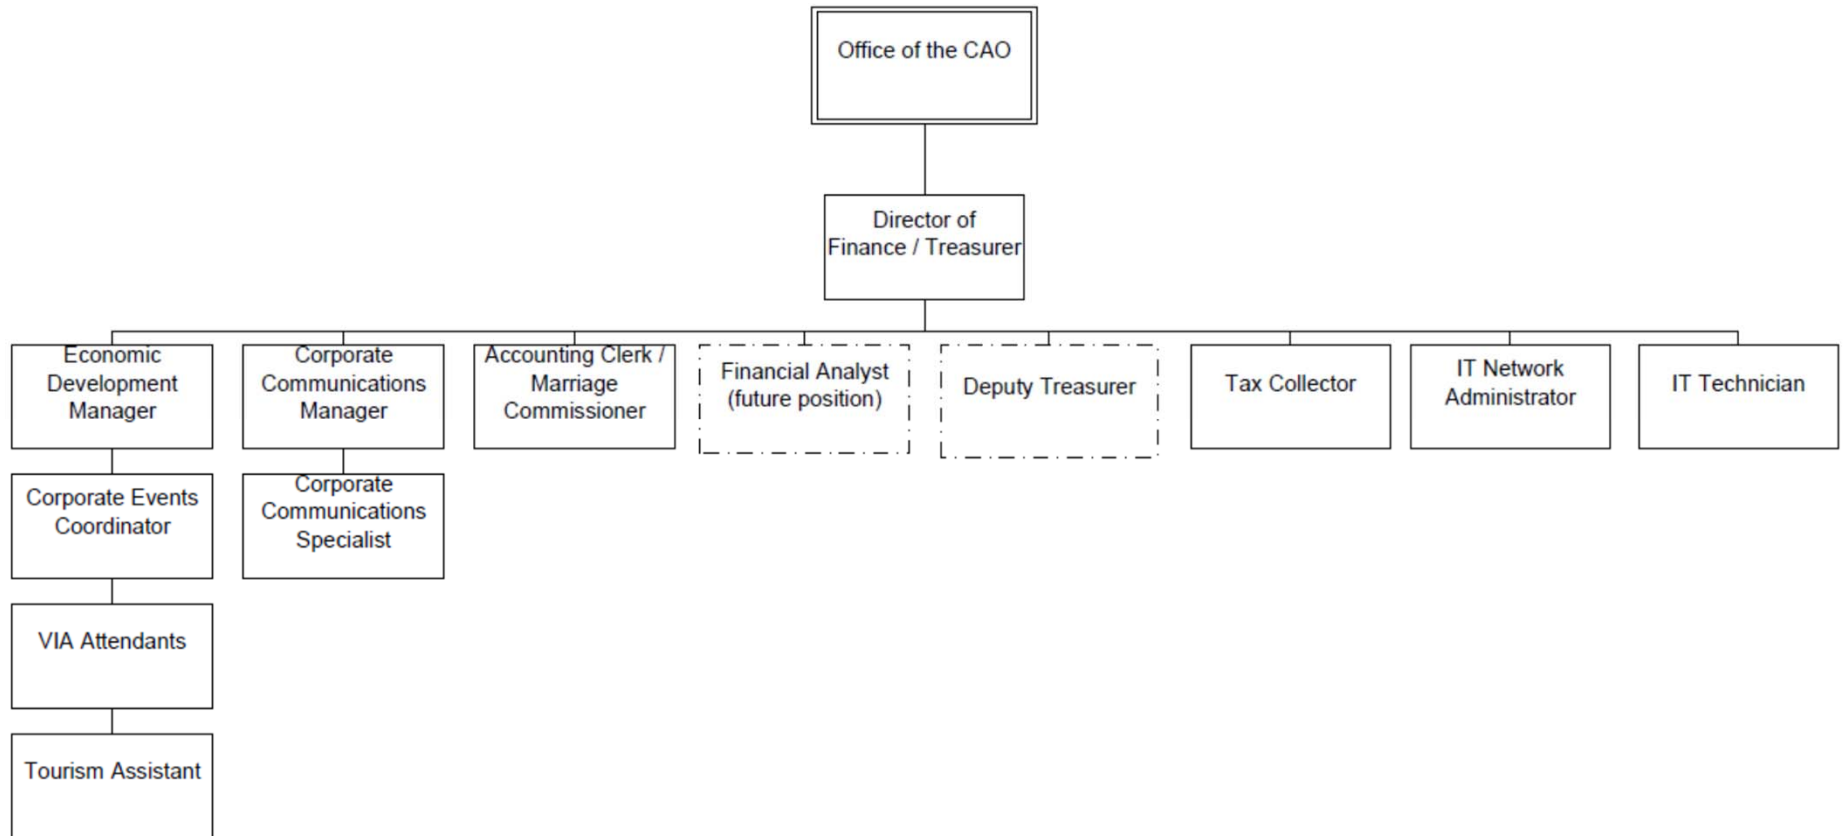 Office of the CAO
Director of
Finance / Treasurer
Economic
Development
Manager
Corporate
Communications
Manager
Accounting Clerk /
Marriage
Commissioner
Financial Analyst
(future position)
Deputy Treasurer
Tax Collector
IT Network
Administrator
IT Technician
Corporate Events
Coordinator
Corporate
Communications
Specialist
VIA Attendants
Tourism Assistant